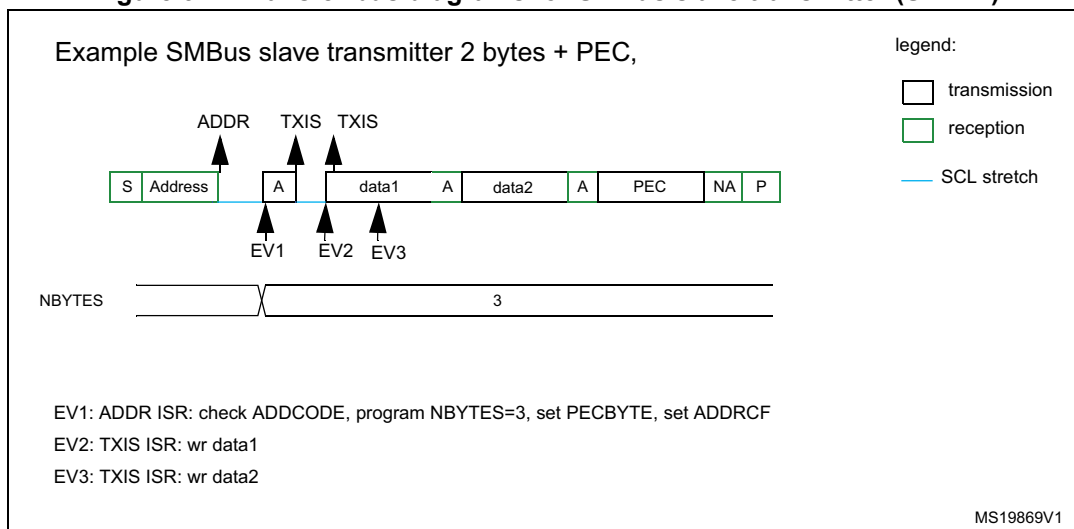 Example SMBus slave transmitter 2 bytes + PEC,
legend:
transmission
reception
SCL stretch
ADDR TXIS TXIS
S Address A data1 A data2 A PEC NA P
EV1 EV2 EV3
NBYTES 3
EV1: ADDR ISR: check ADDCODE, program NBYTES=3, set PECBYTE, set ADDRCF
EV2: TXIS ISR: wr data1
EV3: TXIS ISR: wr data2
MS19869V1